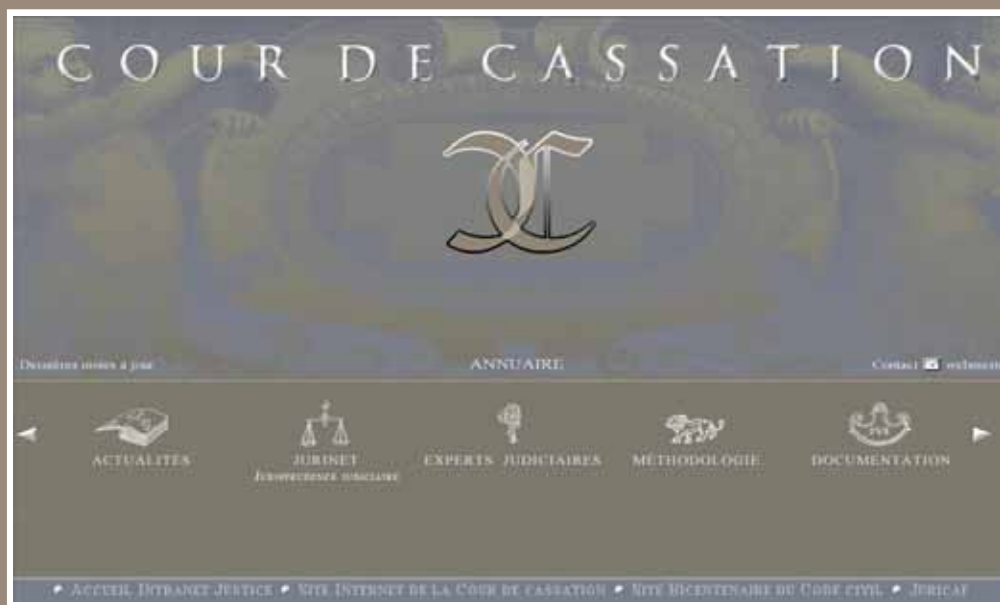 COUR DE CASSATION
Dernières mises à jour
ANNUAIRE
Contact
ACTUALITÉS
JURINET
JURISPRUDENCE JUDICIAIRE
EXPERTS JUDICIAIRES
MÉTHODOLOGIE
DOCUMENTATION
• ACCUEIL INTRANET JUSTICE • SITE INTERNET DE LA COUR DE CASSATION • SITE BICENTENAIRE DU CODE CIVIL • JURICAF